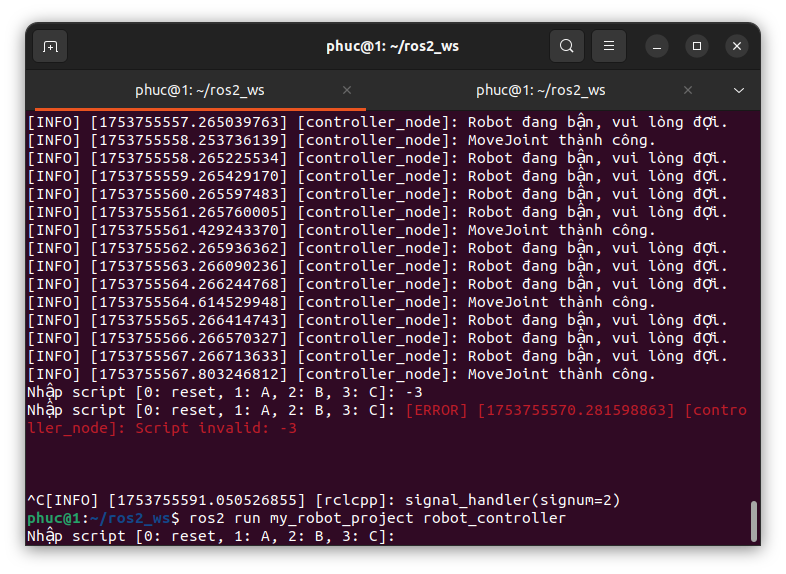 phuc@1: ~/ros2_ws
phuc@1: ~/ros2_ws
phuc@1: ~/ros2_ws
[INFO] [1753755557.265039763] [controller_node]: Robot đang bận, vui lòng đợi.
[INFO] [1753755558.253736139] [controller_node]: MoveJoint thành công.
[INFO] [1753755558.265225534] [controller_node]: Robot đang bận, vui lòng đợi.
[INFO] [1753755559.265429170] [controller_node]: Robot đang bận, vui lòng đợi.
[INFO] [1753755560.265597483] [controller_node]: Robot đang bận, vui lòng đợi.
[INFO] [1753755561.265760005] [controller_node]: Robot đang bận, vui lòng đợi.
[INFO] [1753755561.429243370] [controller_node]: MoveJoint thành công.
[INFO] [1753755562.265936362] [controller_node]: Robot đang bận, vui lòng đợi.
[INFO] [1753755563.266090236] [controller_node]: Robot đang bận, vui lòng đợi.
[INFO] [1753755564.266244768] [controller_node]: Robot đang bận, vui lòng đợi.
[INFO] [1753755564.614529948] [controller_node]: MoveJoint thành công.
[INFO] [1753755565.266414743] [controller_node]: Robot đang bận, vui lòng đợi.
[INFO] [1753755566.266570327] [controller_node]: Robot đang bận, vui lòng đợi.
[INFO] [1753755567.266713633] [controller_node]: Robot đang bận, vui lòng đợi.
[INFO] [1753755567.803246812] [controller_node]: MoveJoint thành công.
Nhập script [0: reset, 1: A, 2: B, 3: C]: -3
Nhập script [0: reset, 1: A, 2: B, 3: C]: [ERROR] [1753755570.281598863] [contro
ller_node]: Script invalid: -3
^C[INFO] [1753755591.050526855] [rclcpp]: signal_handler(signum=2)
phuc@1:~/ros2_ws$ ros2 run my_robot_project robot_controller
Nhập script [0: reset, 1: A, 2: B, 3: C]: